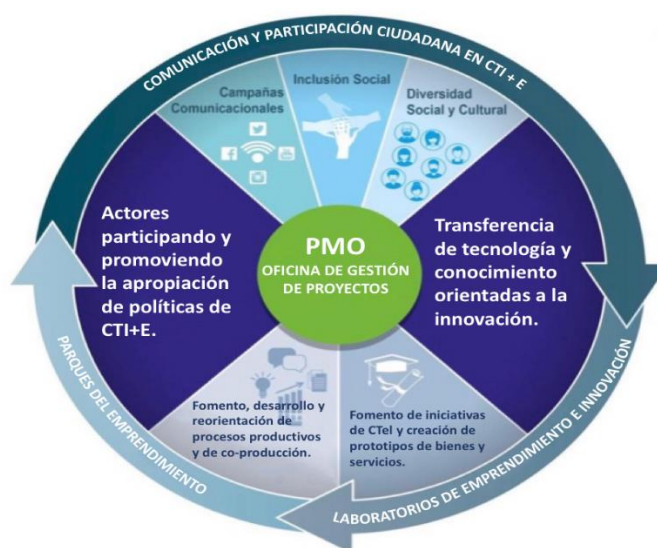 COMUNICACIÓN Y PARTICIPACIÓN CIUDADANA EN CTI + E
Campañas
Comunicacionales
Inclusión Social
Diversidad
Social y Cultural
Actores
participando y
promoviendo
la apropiación
de políticas de
CTI+E.
PMO
OFICINA DE GESTIÓN
DE PROYECTOS
Transferencia
de tecnología y
conocimiento
orientadas a la
innovación.
Fomento, desarrollo y
reorientación de
procesos productivos
y de co-producción.
Fomento de iniciativas
de CTeI y creación de
prototipos de bienes y
servicios.
PARQUES DEL EMPRENDIMIENTO
LABORATORIOS DE EMPRENDIMIENTO E INNOVACIÓN